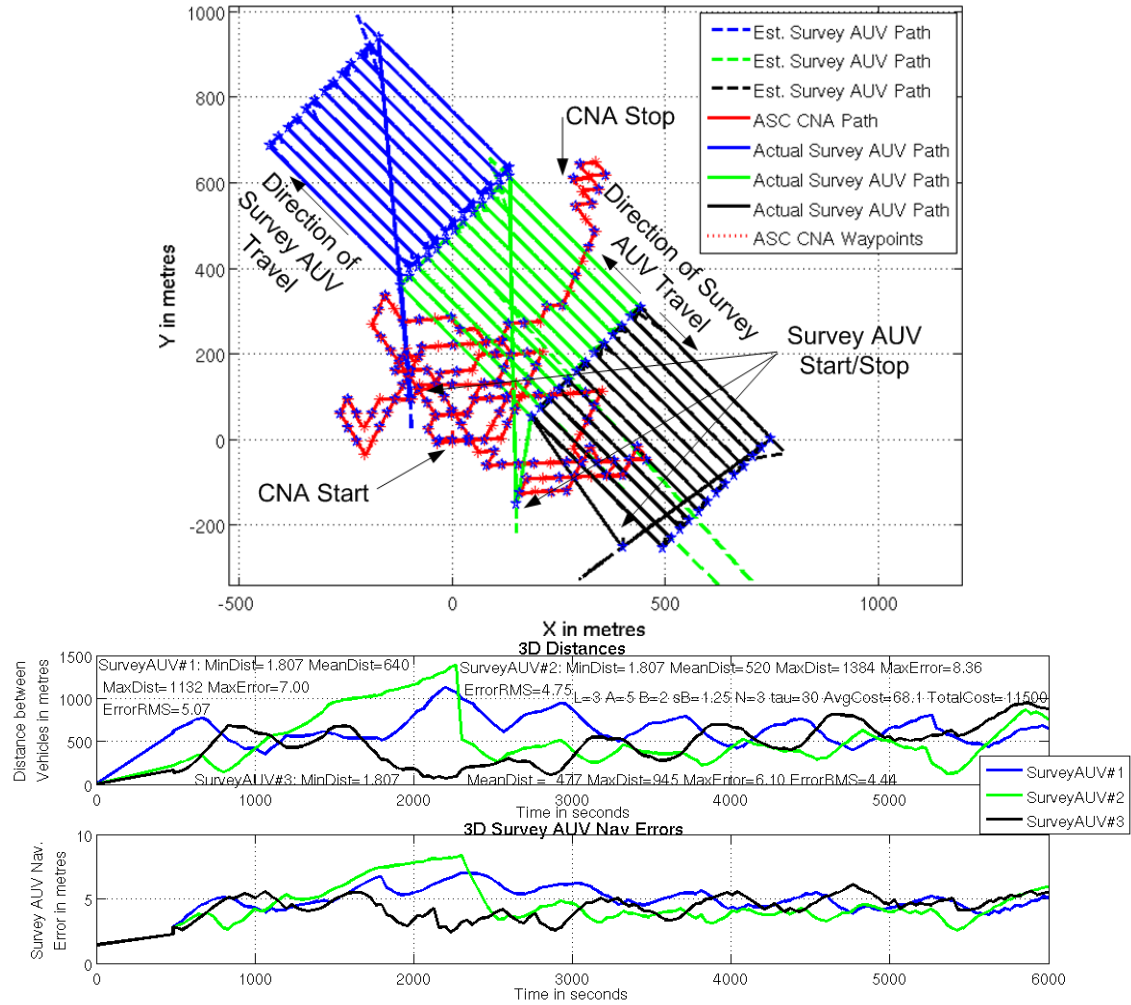 1000
800
600
400
200
0
-200
-500
0
500
1000
Y in metres
X in metres
Est. Survey AUV Path
Est. Survey AUV Path
Est. Survey AUV Path
ASC CNA Path
Actual Survey AUV Path
Actual Survey AUV Path
Actual Survey AUV Path
ASC CNA Waypoints
CNA Stop
Direction of
Survey AUV
Travel
Direction of Survey
AUV Travel
Survey AUV
Start/Stop
CNA Start
3D Distances
1500
1000
500
0
Distance between
Vehicles in metres
SurveyAUV#1: MinDist=1.807 MeanDist=640
MaxDist=1132 MaxError=7.00
ErrorRMS=5.07
SurveyAUV#2: MinDist=1.807 MeanDist=520 MaxDist=1384 MaxError=8.36
ErrorRMS=4.75
L=3 A=5 B=2 sB=1.25 N=3 tau=30 AvgCost=68.1 TotalCost=11500
SurveyAUV#3: MinDist=1.807 MeanDist = 477 MaxDist=945 MaxError=6.10 ErrorRMS=4.44
0 1000 2000 3000 4000 5000
Time in seconds
SurveyAUV#1
SurveyAUV#2
SurveyAUV#3
3D Survey AUV Nav Errors
10
5
0
Survey AUV Nav.
Error in metres
0 1000 2000 3000 4000 5000 6000
Time in seconds